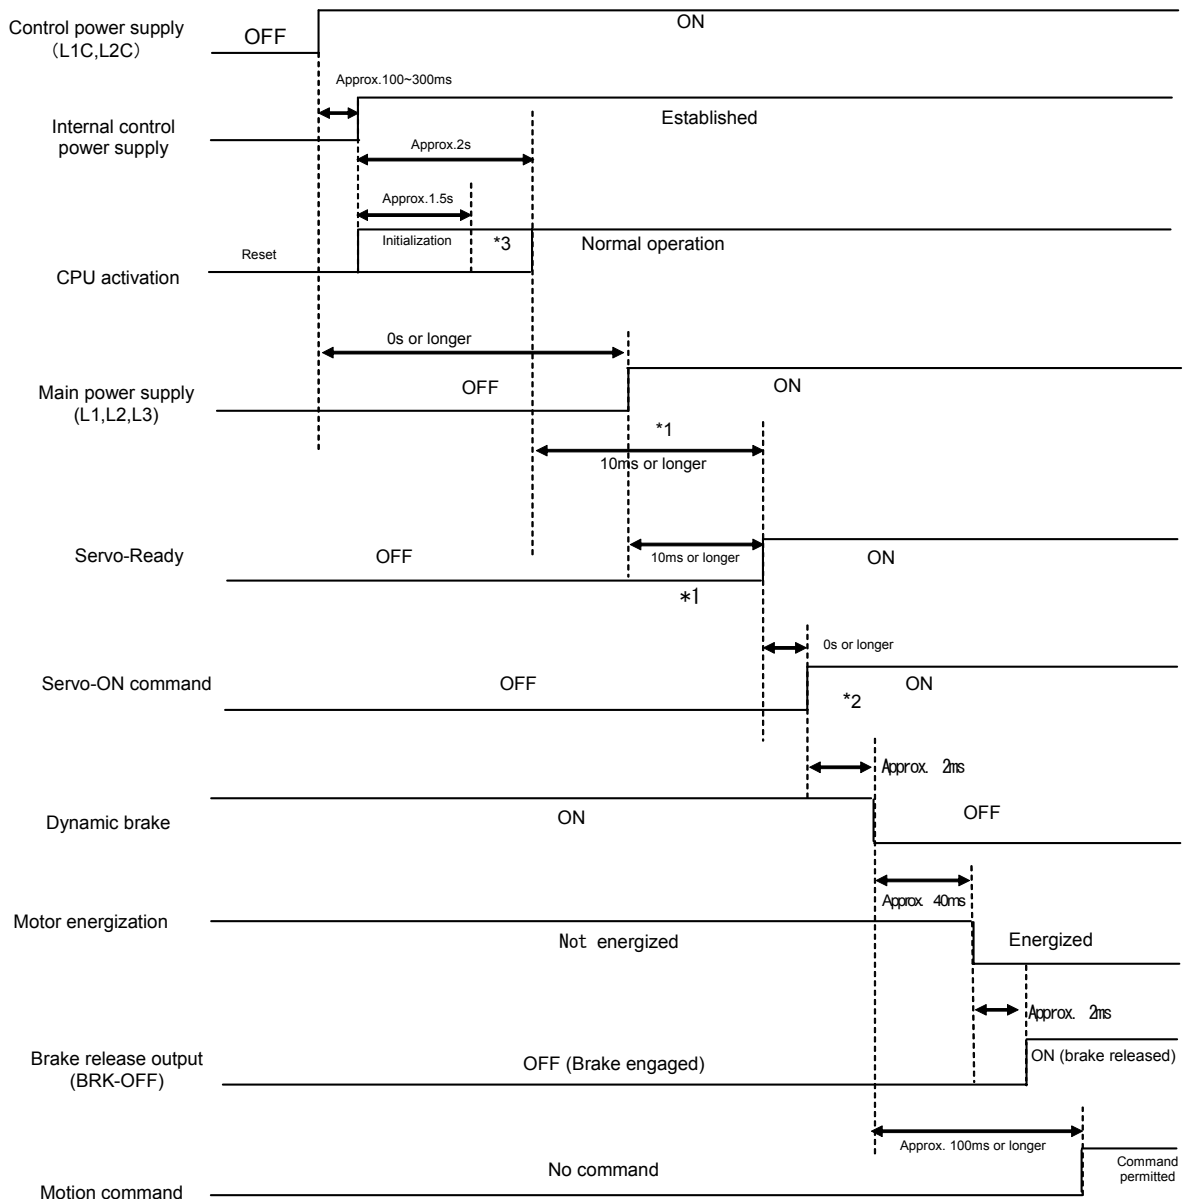 Control power supply
(L1C,L2C)
OFF
ON
Approx.100~300ms
Internal control
power supply
Established
Approx.2s
Approx.1.5s
Reset
Initialization
*3
Normal operation
CPU activation
0s or longer
Main power supply
(L1,L2,L3)
OFF
ON
*1
10ms or longer
Servo-Ready
OFF
10ms or longer
ON
*1
0s or longer
Servo-ON command
OFF
ON
*2
Approx. 2ms
Dynamic brake
ON
OFF
Approx. 40ms
Motor energization
Not energized
Energized
Approx. 2ms
Brake release output
(BRK-OFF)
OFF (Brake engaged)
ON (brake released)
Approx. 100ms or longer
Motion command
No command
Command
permitted